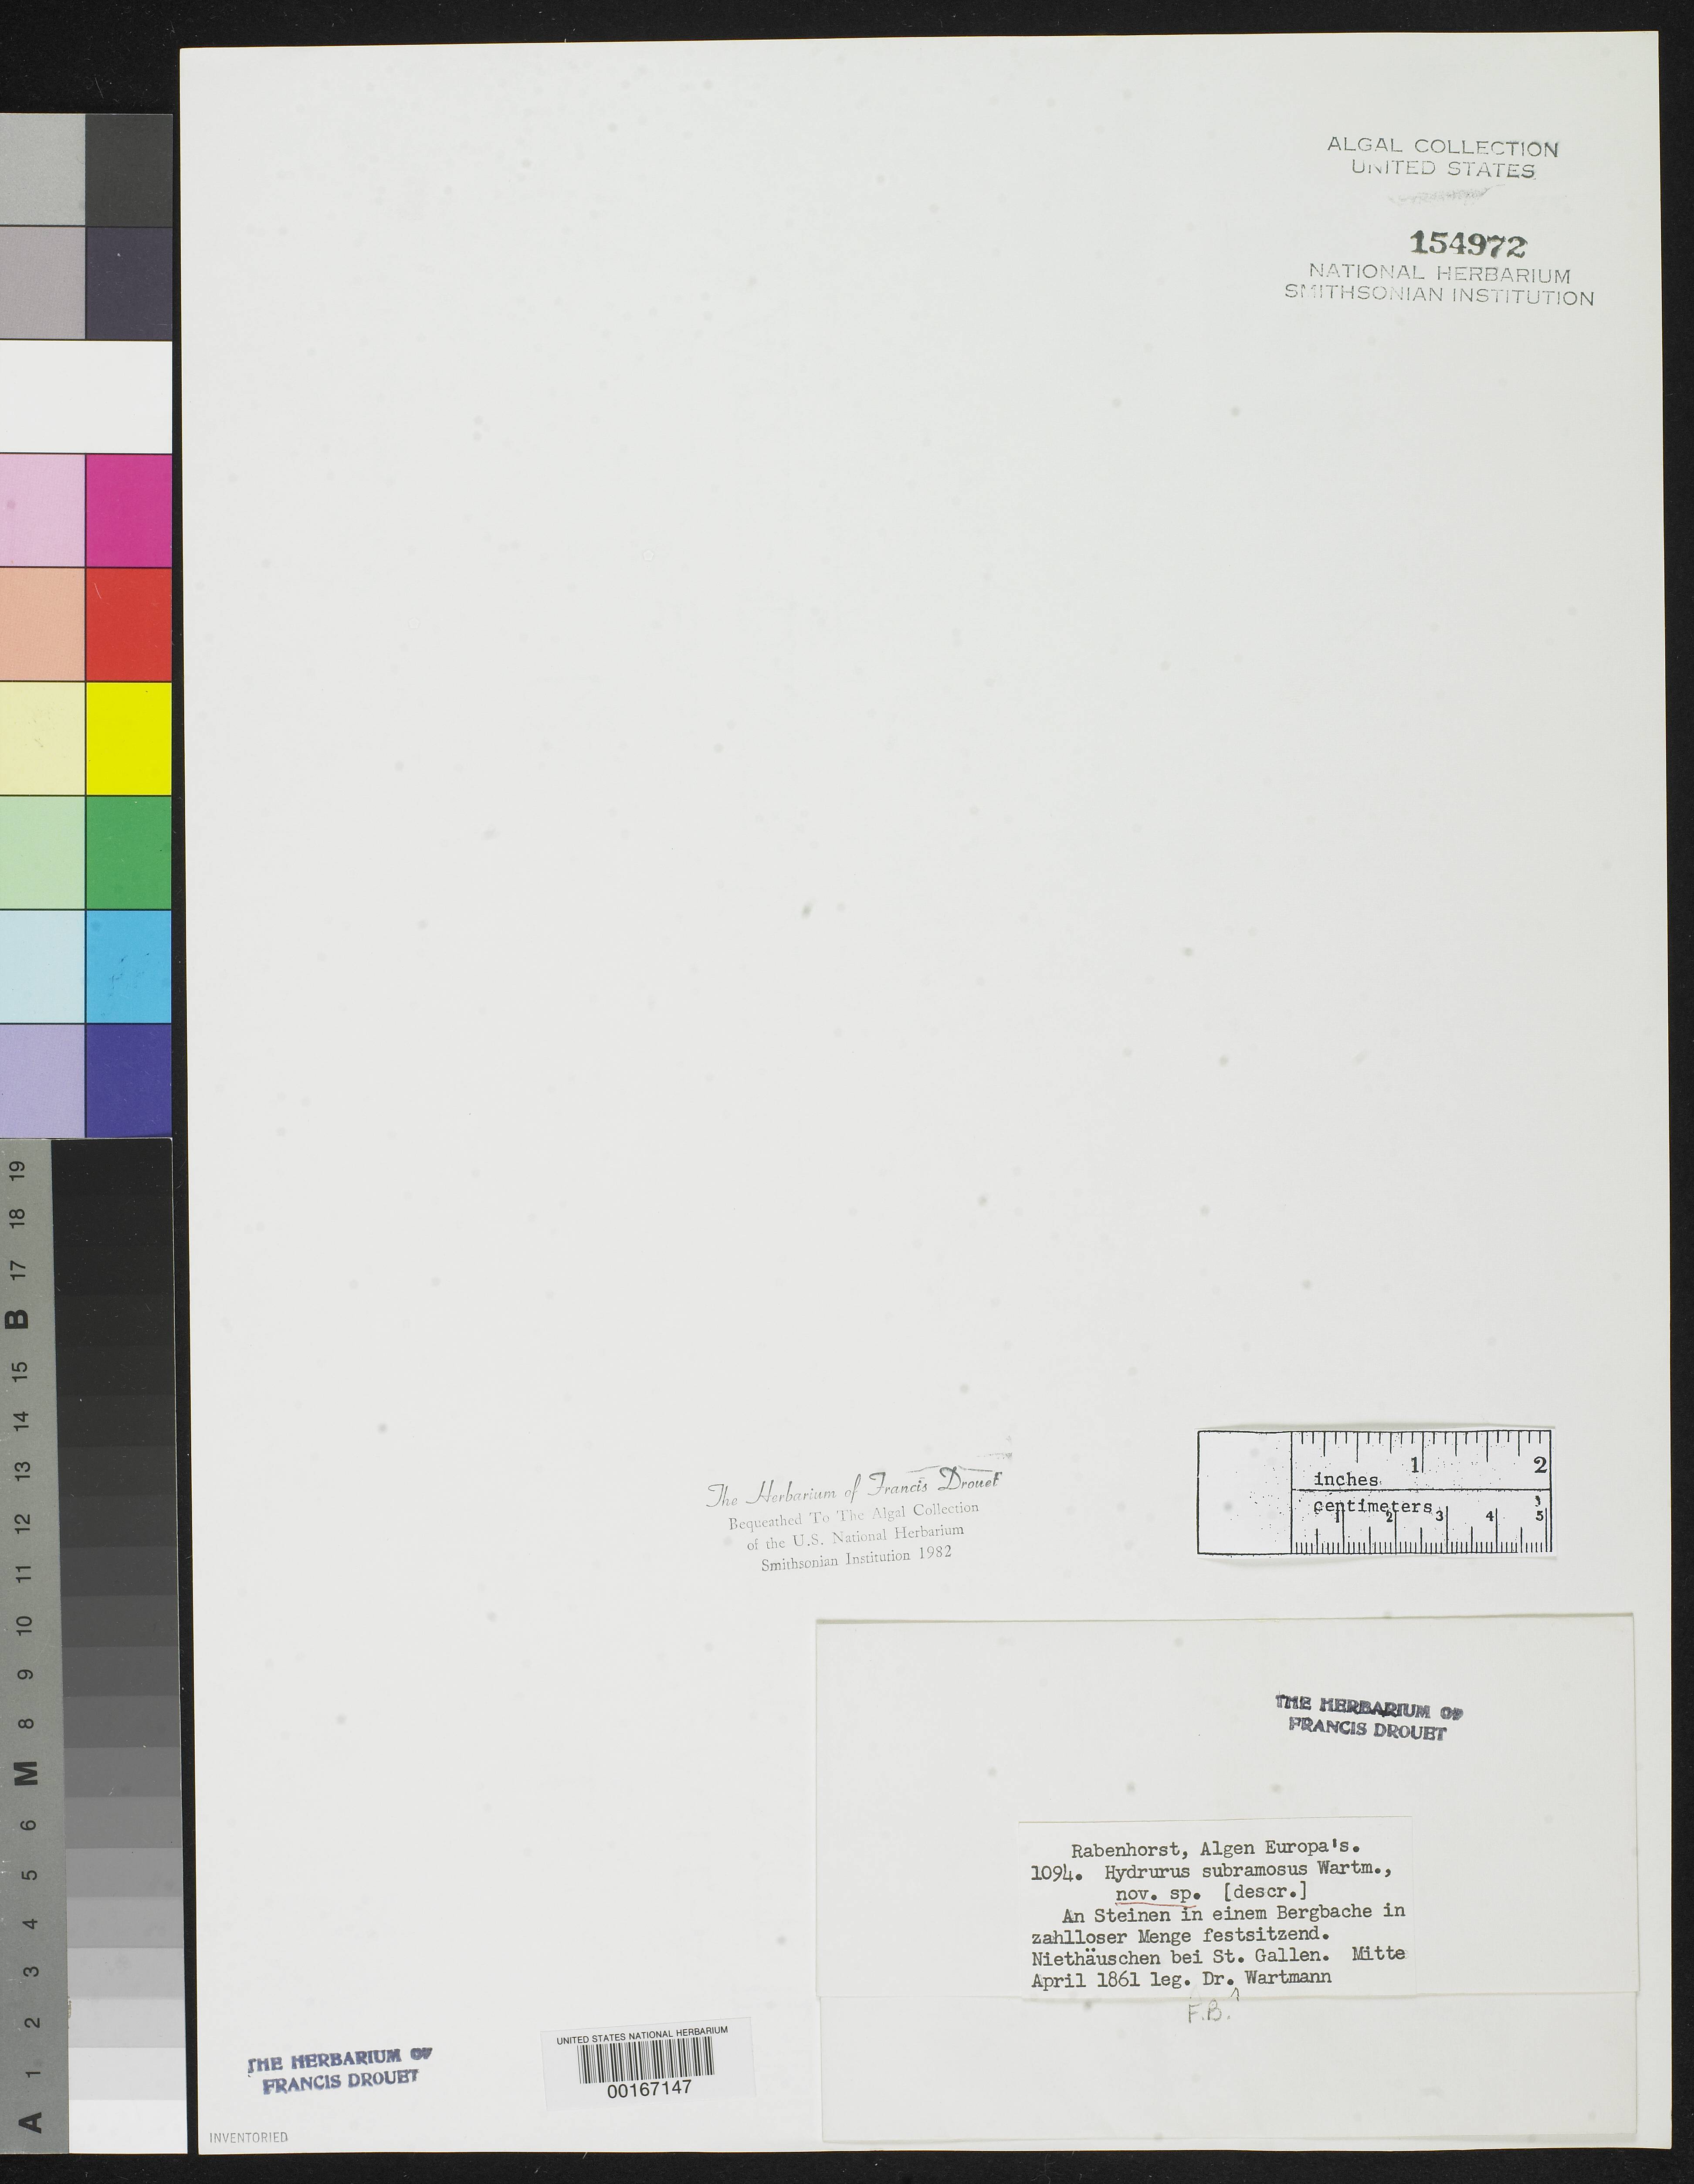 ALGAL COLLECTION
UNITED STATES
154972
NATIONAL HERBARIUM
SMITHSONIAN INSTITUTION
The Herbarium of Francis Drouet
Bequeathed To The Algal Collection
of the U.S. National Herbarium
Smithsonian Institution 1982
1 2
inches
centimeters
1 2 3 4 5
THE HERBARIUM OF
FRANCIS DROUET
Rabenhorst, Algen Europa's.
1094. Hydrurus subramosus Wartm.,
nov. sp. [descr.]
An Steinen in einem Bergbache in
zahlloser Menge festsitzend.
Niethäuschen bei St. Gallen. Mitte
April 1861 leg. Dr. Wartmann
F.B.
UNITED STATES NATIONAL HERBARIUM
00167147
THE HERBARIUM OF
FRANCIS DROUET
INVENTORIED
A 1 2 3 4 5 6 M 8 9 10 11 12 13 14 15 B 17 18 19